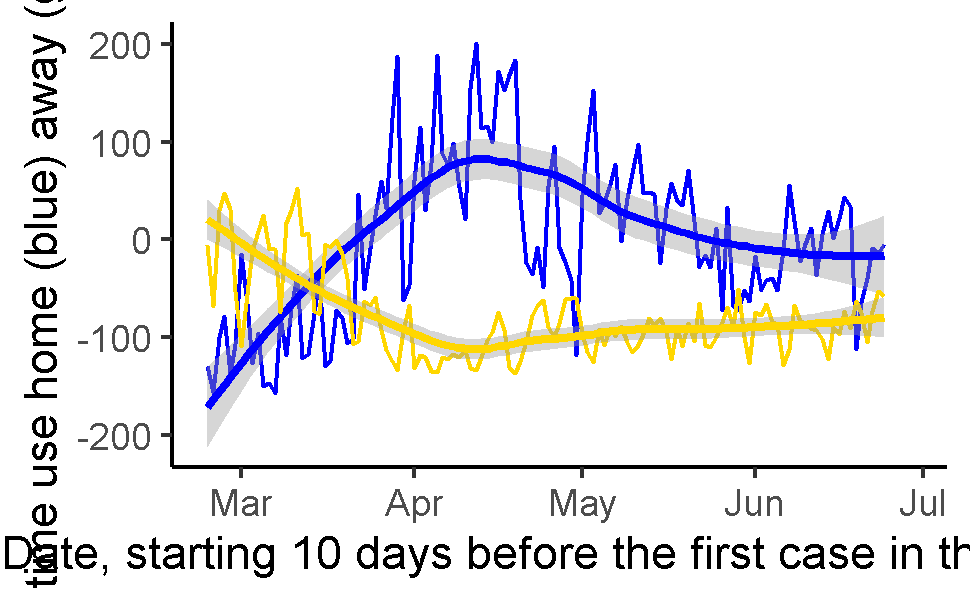 time use home (blue) away (
200
100
0
-100
-200
Mar
Apr
May
Jun
Jul
Date, starting 10 days before the first case in